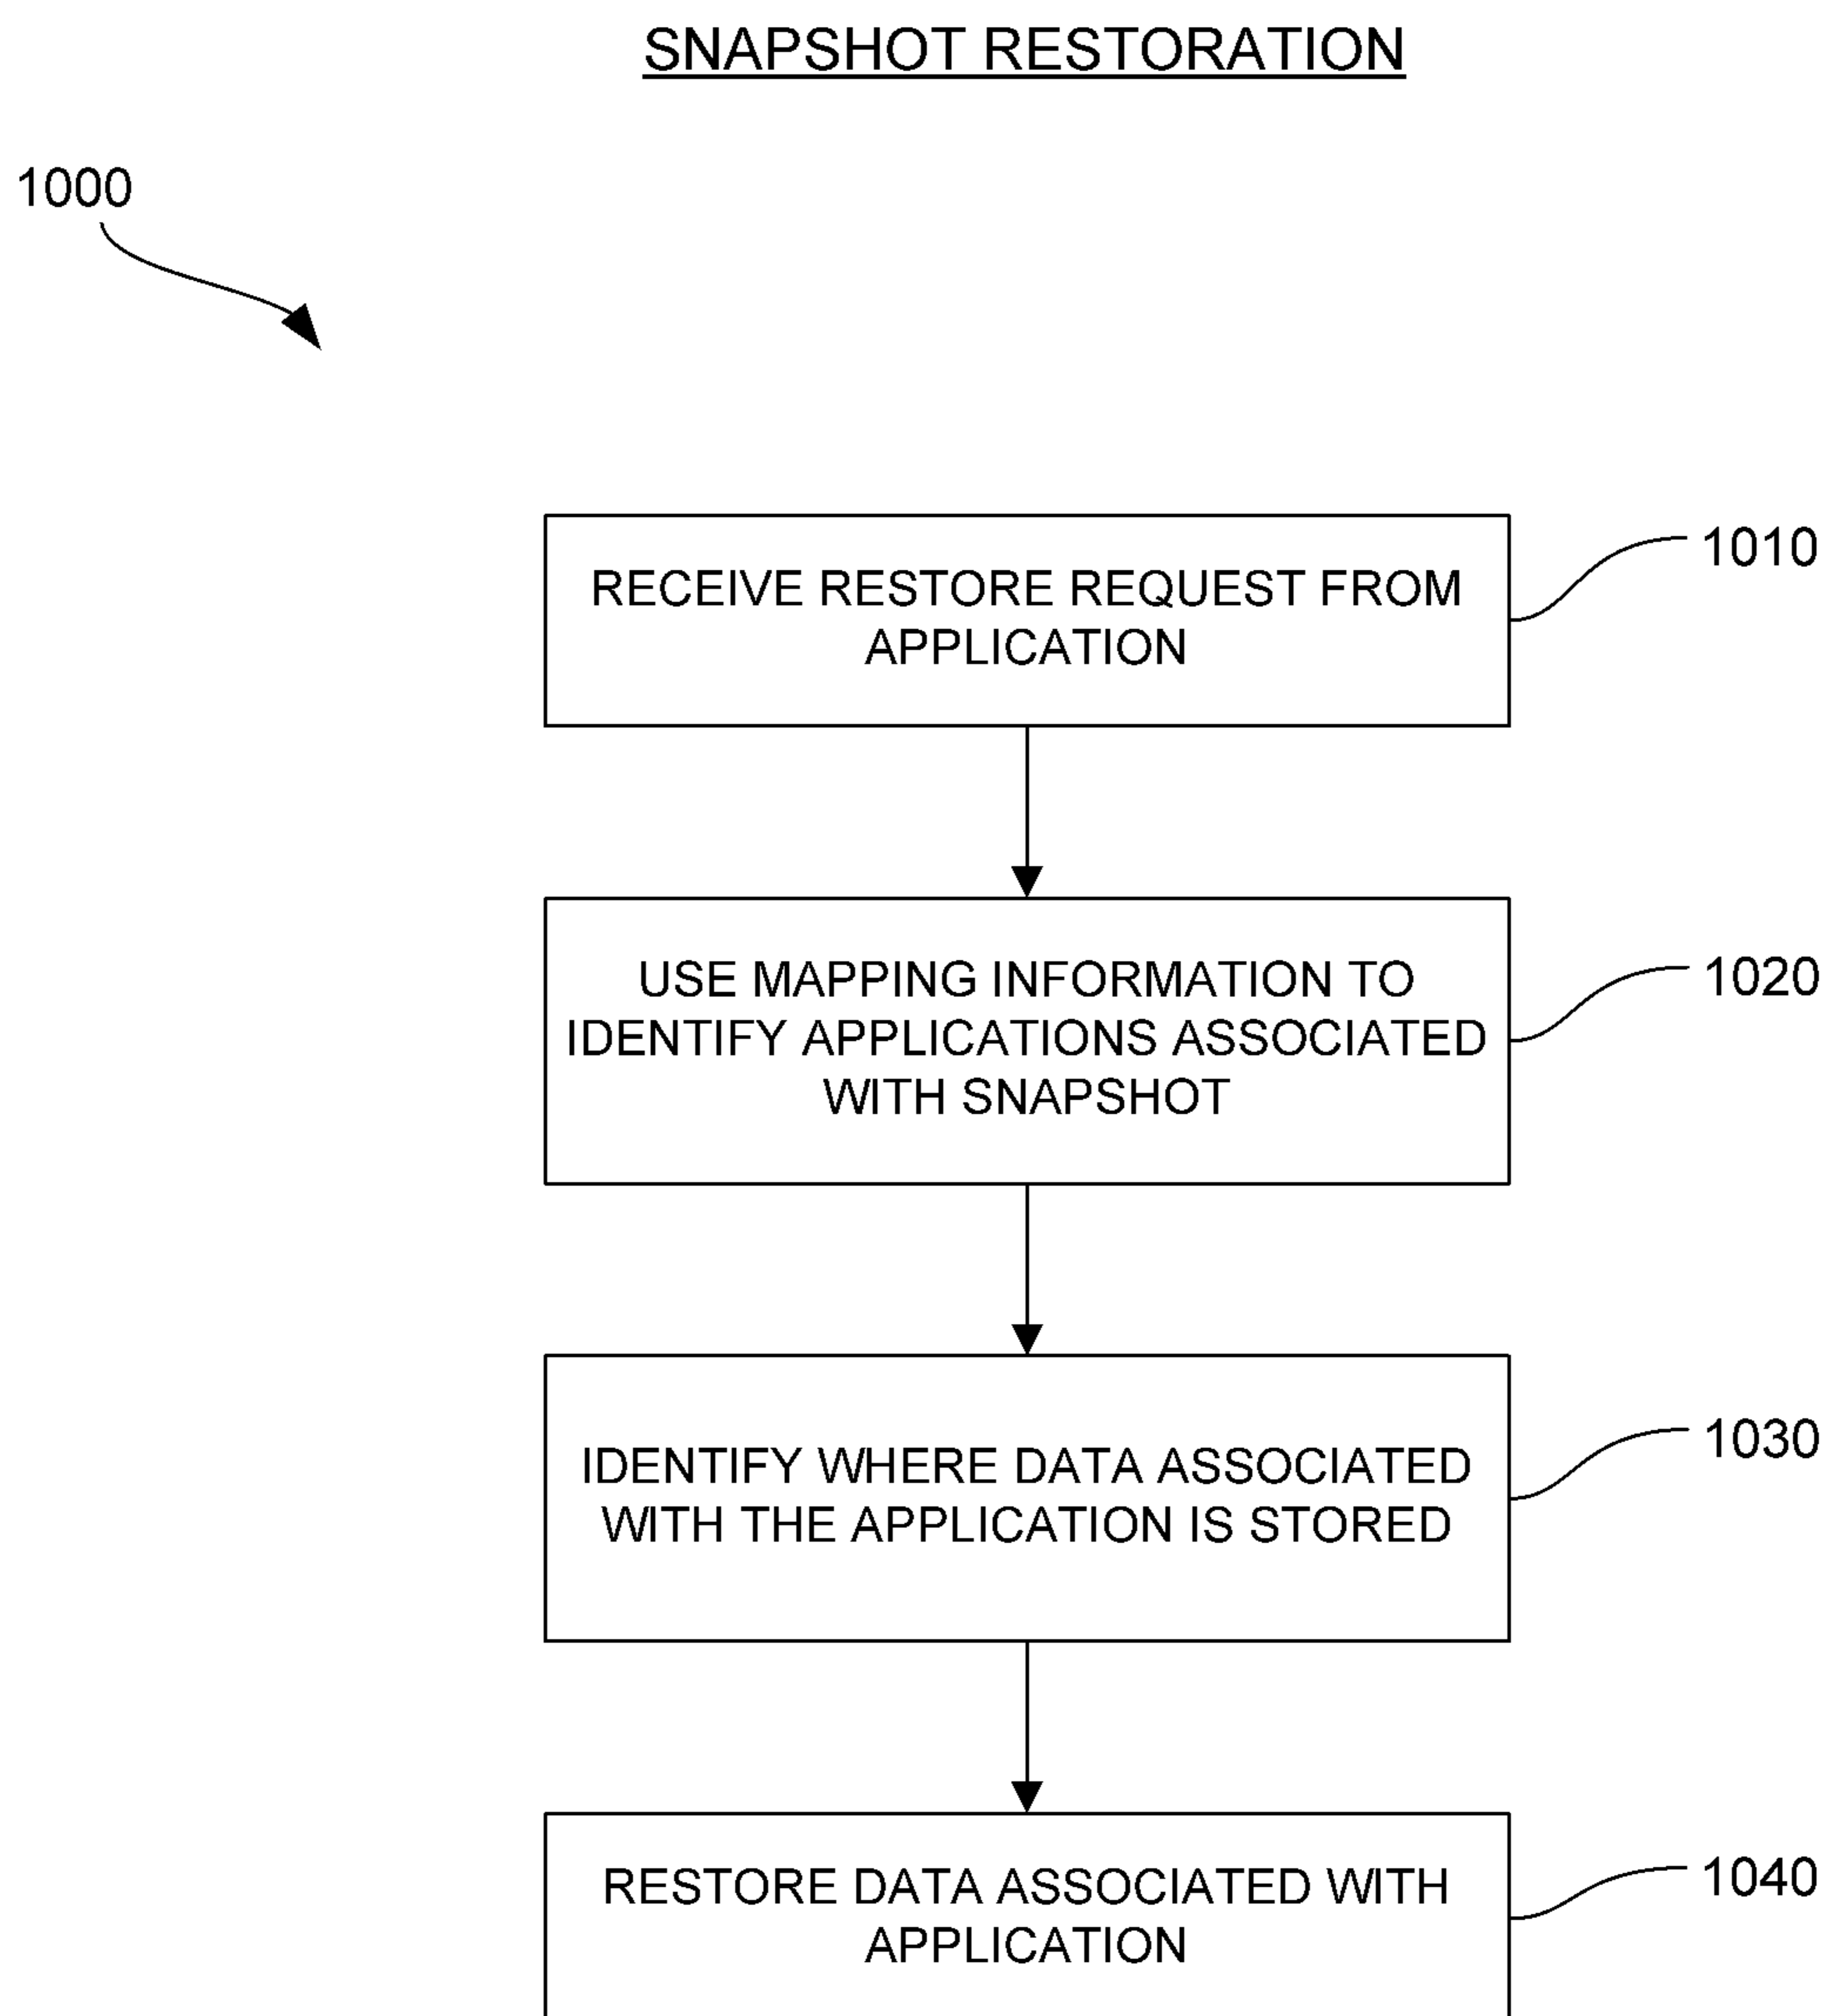 SNAPSHOT RESTORATION
1000
RECEIVE RESTORE REQUEST FROM
APPLICATION
1010
USE MAPPING INFORMATION TO
IDENTIFY APPLICATIONS ASSOCIATED
WITH SNAPSHOT
1020
IDENTIFY WHERE DATA ASSOCIATED
WITH THE APPLICATION IS STORED
1030
RESTORE DATA ASSOCIATED WITH
APPLICATION
1040